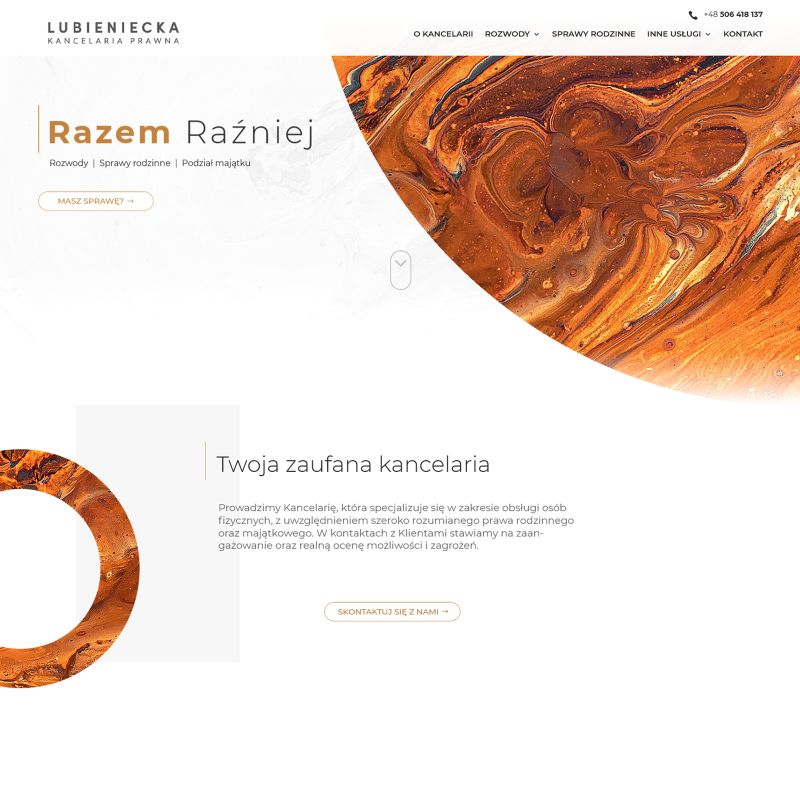 LUBIENIECKA
KANCELARIA PRAWNA
+48 506 418 137
O KANCELARII ROZWODY SPRAWY RODZINNE INNE USŁUGI KONTAKT
Razem Raźniej
Rozwody | Sprawy rodzinne | Podział majątku
MASZ SPRAWĘ? →
Twoja zaufana kancelaria
Prowadzimy Kancelarię, która specjalizuje się w zakresie obsługi osób
fizycznych, z uwzględnieniem szeroko rozumianego prawa rodzinnego
oraz majątkowego. W kontaktach z Klientami stawiamy na zaan-
gażowanie oraz realną ocenę możliwości i zagrożeń.
SKONTAKTUJ SIĘ Z NAMI →